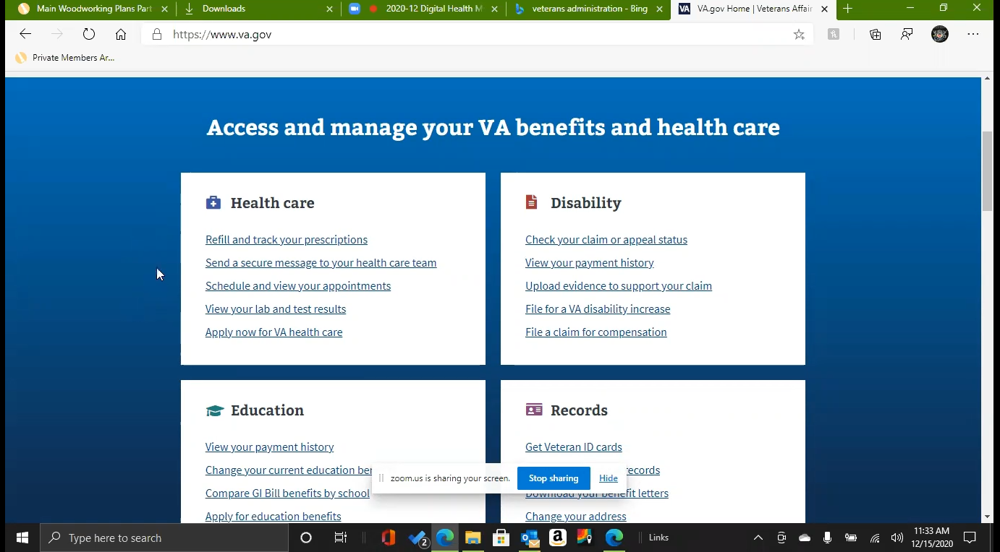 Main Woodworking Plans Part
Downloads
2020-12 Digital Health M
veterans administration - Bing
VA
VA.gov Home | Veterans Affair
https://www.va.gov
Private Members Ar...
Access and manage your VA benefits and health care
Health care
Refill and track your prescriptions
Send a secure message to your health care team
Schedule and view your appointments
View your lab and test results
Apply now for VA health care
Disability
Check your claim or appeal status
View your payment history
Upload evidence to support your claim
File for a VA disability increase
File a claim for compensation
Education
View your payment history
Change your current education ben
Compare GI Bill benefits by school
Apply for education benefits
Records
Get Veteran ID cards
records
Download your benefit letters
Change your address
zoom.us is sharing your screen.
Stop sharing
Hide
Type here to search
2
a
Links
11:33 AM
12/15/2020